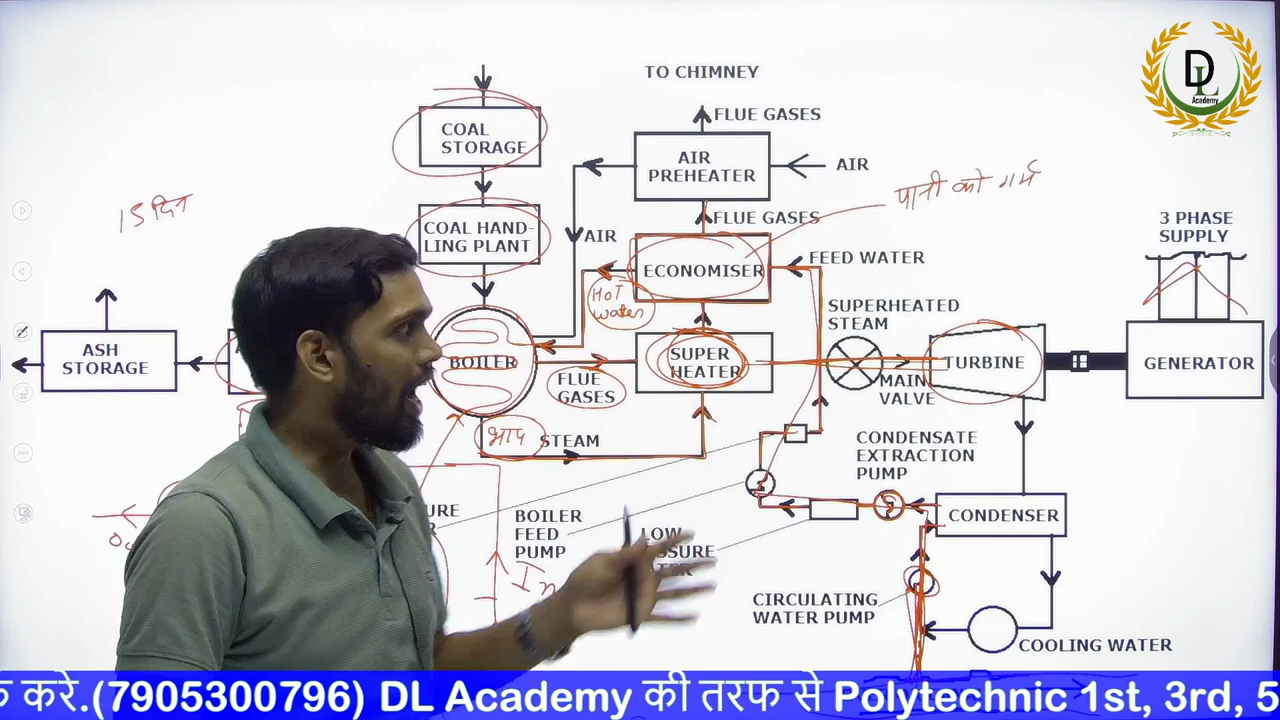 DL
Academy
TO CHIMNEY
FLUE GASES
COAL
STORAGE
AIR
PREHEATER
AIR
पानी को गर्म
15 दिन
COAL HAND-
LING PLANT
FLUE GASES
AIR
3 PHASE
SUPPLY
ECONOMISER
FEED WATER
HOT
water
SUPERHEATED
STEAM
ASH
STORAGE
BOILER
SUPER
HEATER
TURBINE
GENERATOR
FLUE
GASES
MAIN
VALVE
भाप
STEAM
CONDENSATE
EXTRACTION
PUMP
BOILER
FEED
PUMP
LOW
CONDENSER
In
CIRCULATING
WATER PUMP
COOLING WATER
करे.(7905300796) DL Academy की तरफ से Polytechnic 1st, 3rd, 5